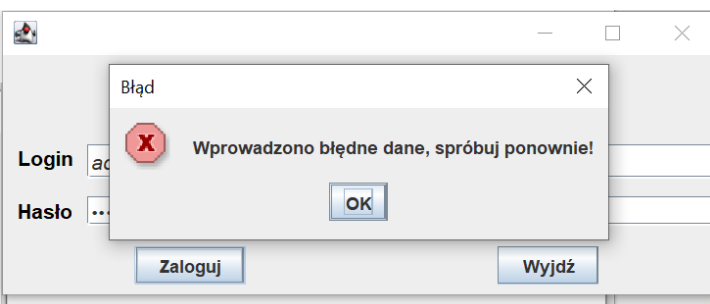 Błąd
Wprowadzono błędne dane, spróbuj ponownie!
OK
Login
Hasło
Zaloguj
Wyjdź